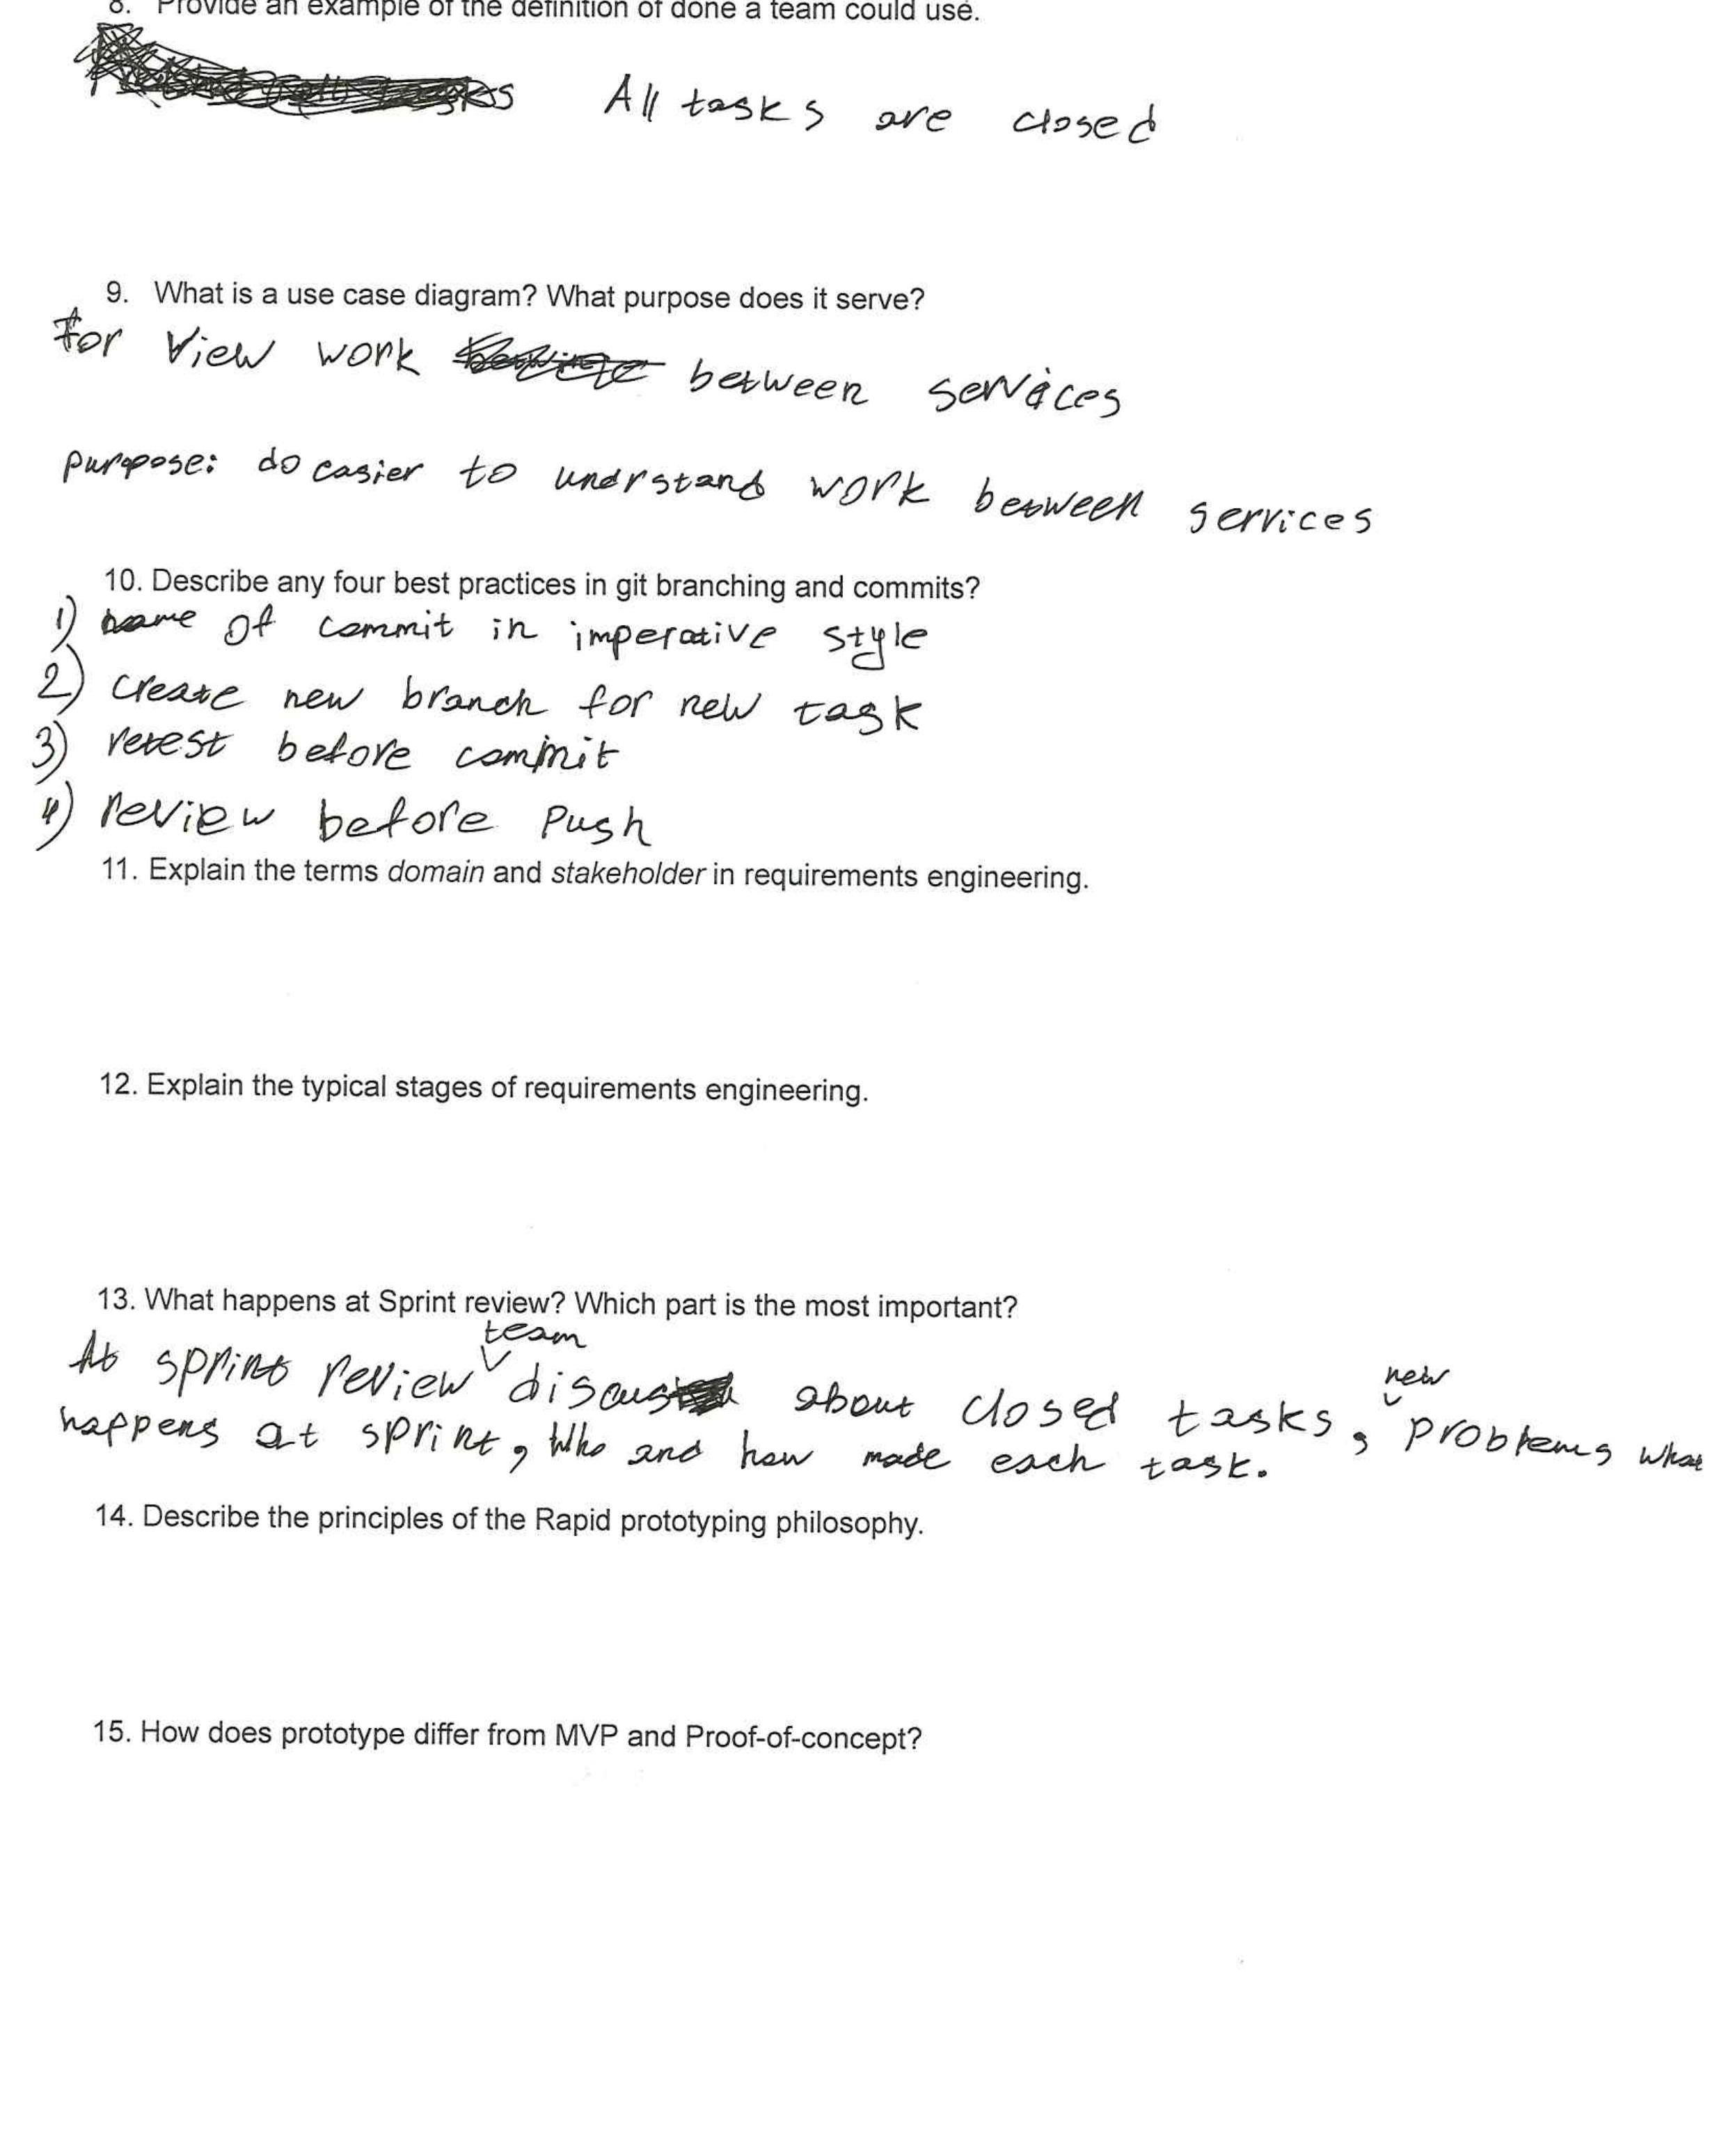 8. Provide an example of the definition of done a team could use.
All tasks are closed
9. What is a use case diagram? What purpose does it serve?
For view work between services
purpose: do easier to understand work between services
10. Describe any four best practices in git branching and commits?
1) name of commit in imperative style
2) create new branch for new task
3) retest before commit
4) review before push
11. Explain the terms domain and stakeholder in requirements engineering.
12. Explain the typical stages of requirements engineering.
13. What happens at Sprint review? Which part is the most important?
At sprint review team discuss about closed tasks, new problems what
happens at sprint, who and how made each task.
14. Describe the principles of the Rapid prototyping philosophy.
15. How does prototype differ from MVP and Proof-of-concept?